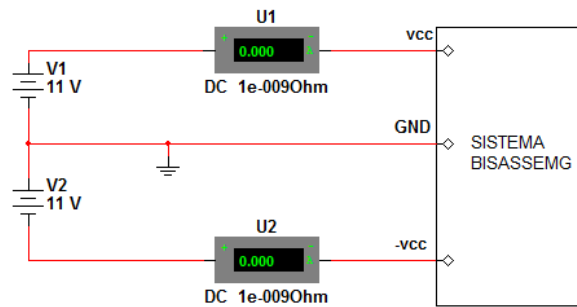 U1
+ 0.000 - A
DC 1e-009Ohm
vcc
V1
11 V
GND
SISTEMA
BISASSEMG
V2
11 V
U2
+ 0.000 - A
DC 1e-009Ohm
-vcc